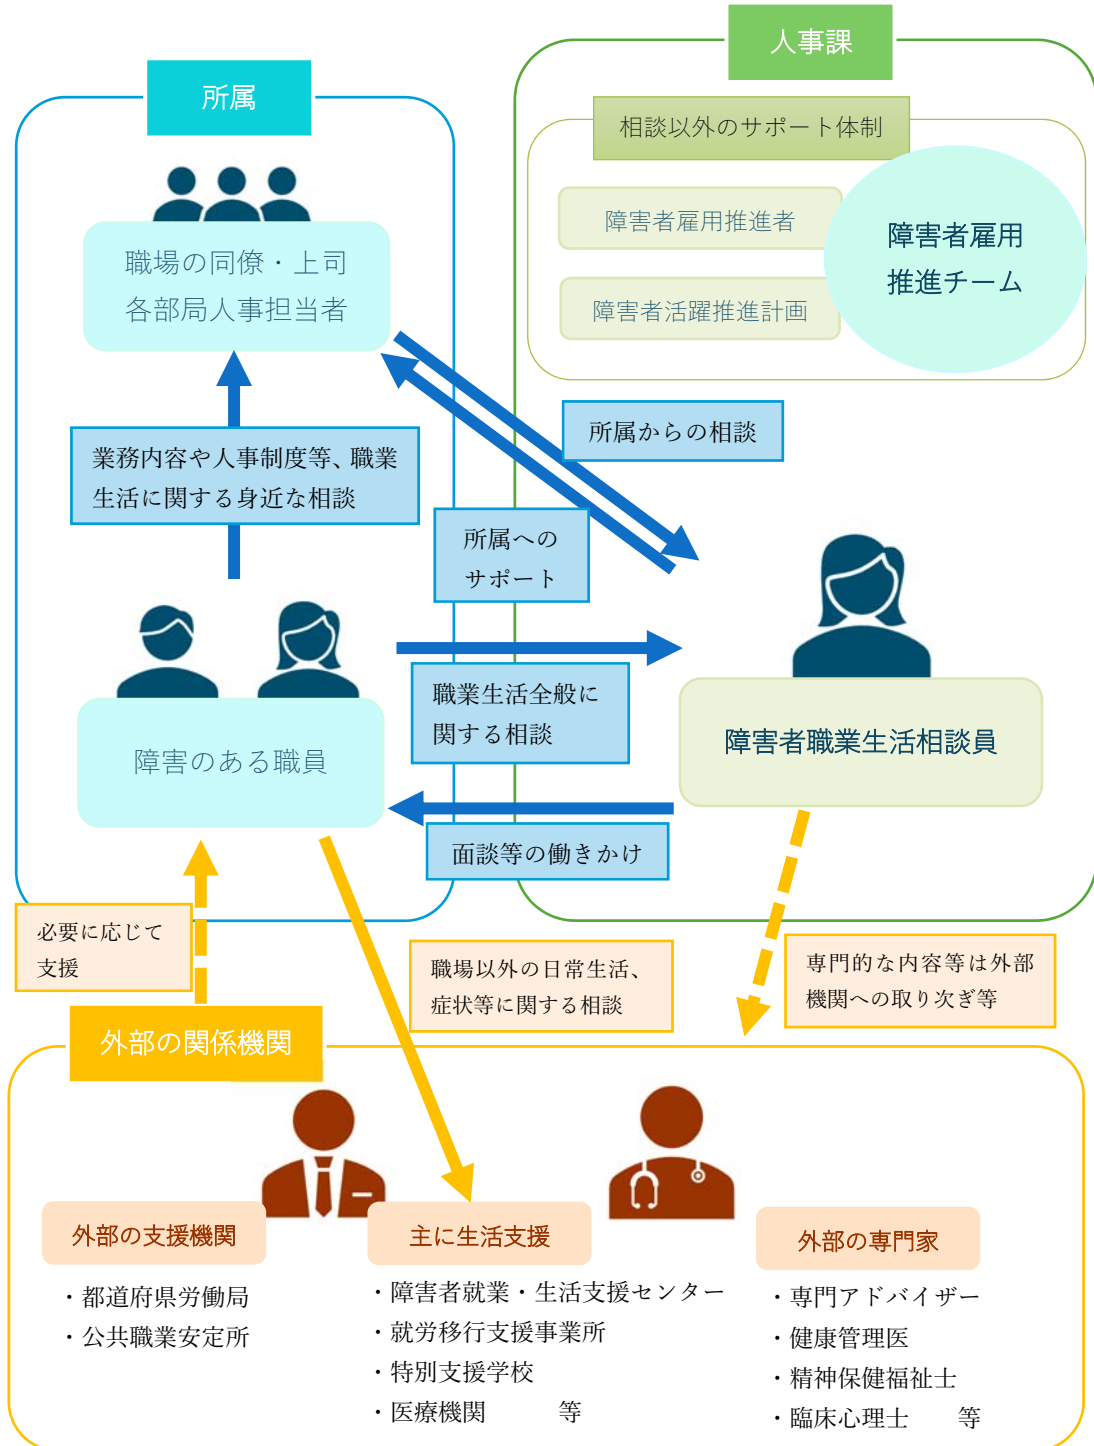 人事課
所属
相談以外のサポート体制
障害者雇用推進者
障害者雇用
推進チーム
障害者活躍推進計画
職場の同僚・上司
各部局人事担当者
所属からの相談
業務内容や人事制度等、職業
生活に関する身近な相談
所属への
サポート
職業生活全般に
関する相談
障害のある職員
障害者職業生活相談員
面談等の働きかけ
必要に応じて
支援
職場以外の日常生活、
症状等に関する相談
専門的な内容等は外部
機関への取り次ぎ等
外部の関係機関
外部の支援機関
・都道府県労働局
・公共職業安定所
主に生活支援
・障害者就業・生活支援センター
・就労移行支援事業所
・特別支援学校
・医療機関　　　等
外部の専門家
・専門アドバイザー
・健康管理医
・精神保健福祉士
・臨床心理士　　等